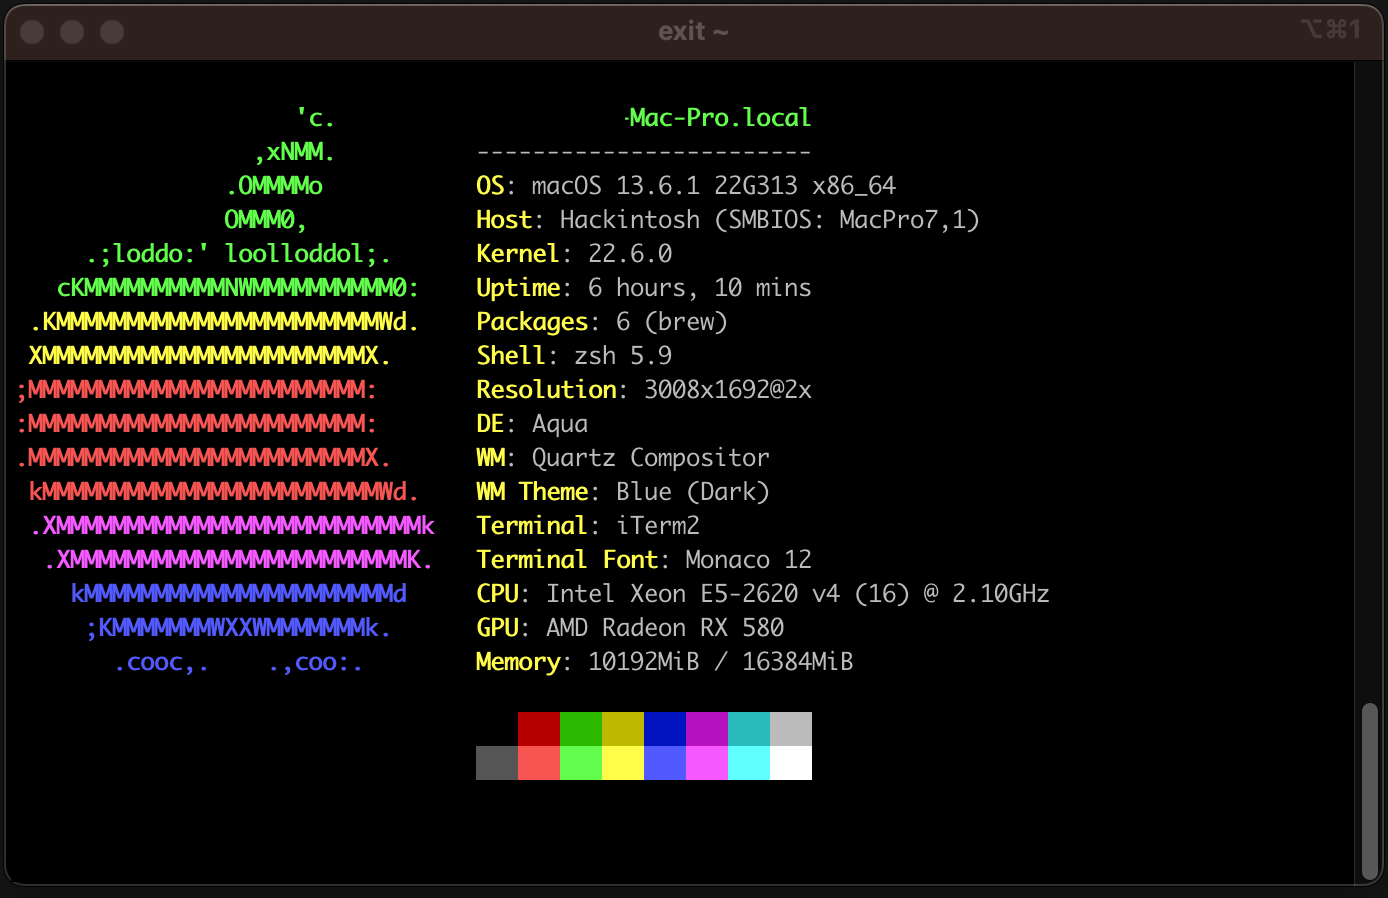 exit ~
⌥⌘1
'c.
-Mac-Pro.local
,xNMM.
------------------------
.OMMMMo
OS: macOS 13.6.1 22G313 x86_64
OMMM0,
Host: Hackintosh (SMBIOS: MacPro7,1)
.;loddo:' loolloddol;.
Kernel: 22.6.0
cKMMMMMMMMMMNWMMMMMMMMMM0:
Uptime: 6 hours, 10 mins
.KMMMMMMMMMMMMMMMMMMMMMMMWd.
Packages: 6 (brew)
XMMMMMMMMMMMMMMMMMMMMMMMX.
Shell: zsh 5.9
;MMMMMMMMMMMMMMMMMMMMMMMM:
Resolution: 3008x1692@2x
:MMMMMMMMMMMMMMMMMMMMMMMM:
DE: Aqua
.MMMMMMMMMMMMMMMMMMMMMMMMX.
WM: Quartz Compositor
kMMMMMMMMMMMMMMMMMMMMMMMMWd.
WM Theme: Blue (Dark)
.XMMMMMMMMMMMMMMMMMMMMMMMMMMk
Terminal: iTerm2
.XMMMMMMMMMMMMMMMMMMMMMMMMK.
Terminal Font: Monaco 12
kMMMMMMMMMMMMMMMMMMMMMMd
CPU: Intel Xeon E5-2620 v4 (16) @ 2.10GHz
;KMMMMMMMWXXWMMMMMMMk.
GPU: AMD Radeon RX 580
.cooc,.    .,coo:.
Memory: 10192MiB / 16384MiB